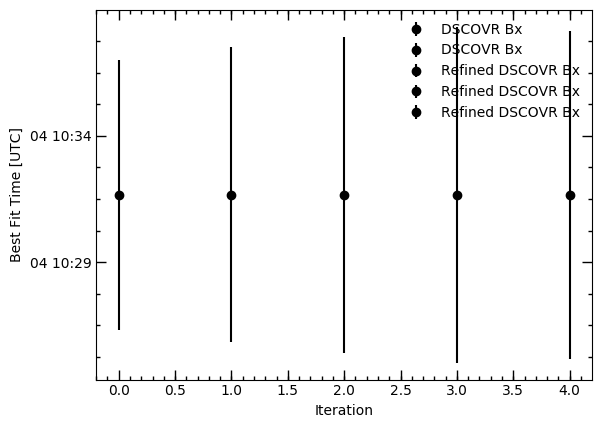 DSCOVR Bx
DSCOVR Bx
Refined DSCOVR Bx
Refined DSCOVR Bx
Refined DSCOVR Bx
Best Fit Time [UTC]
04 10:34
04 10:29
0.0 0.5 1.0 1.5 2.0 2.5 3.0 3.5 4.0
Iteration